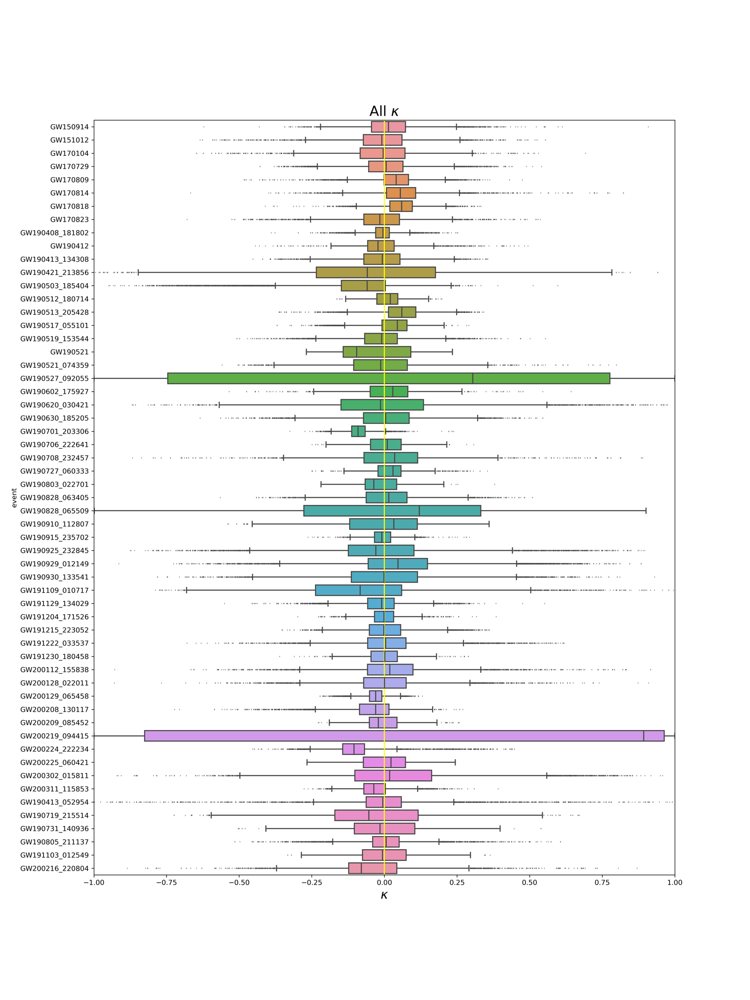 All κ
GW150914
GW151012
GW170104
GW170729
GW170809
GW170814
GW170818
GW170823
GW190408_181802
GW190412
GW190413_134308
GW190421_213856
GW190503_185404
GW190512_180714
GW190513_205428
GW190517_055101
GW190519_153544
GW190521
GW190521_074359
GW190527_092055
GW190602_175927
GW190620_030421
GW190630_185205
GW190701_203306
GW190706_222641
GW190708_232457
GW190727_060333
GW190803_022701
GW190828_063405
GW190828_065509
GW190910_112807
GW190915_235702
GW190925_232845
GW190929_012149
GW190930_133541
GW191109_010717
GW191129_134029
GW191204_171526
GW191215_223052
GW191222_033537
GW191230_180458
GW200112_155838
GW200128_022011
GW200129_065458
GW200208_130117
GW200209_085452
GW200219_094415
GW200224_222234
GW200225_060421
GW200302_015811
GW200311_115853
GW190413_052954
GW190719_215514
GW190731_140936
GW190805_211137
GW191103_012549
GW200216_220804
event
−1.00 −0.75 −0.50 −0.25 0.00 0.25 0.50 0.75 1.00
κ